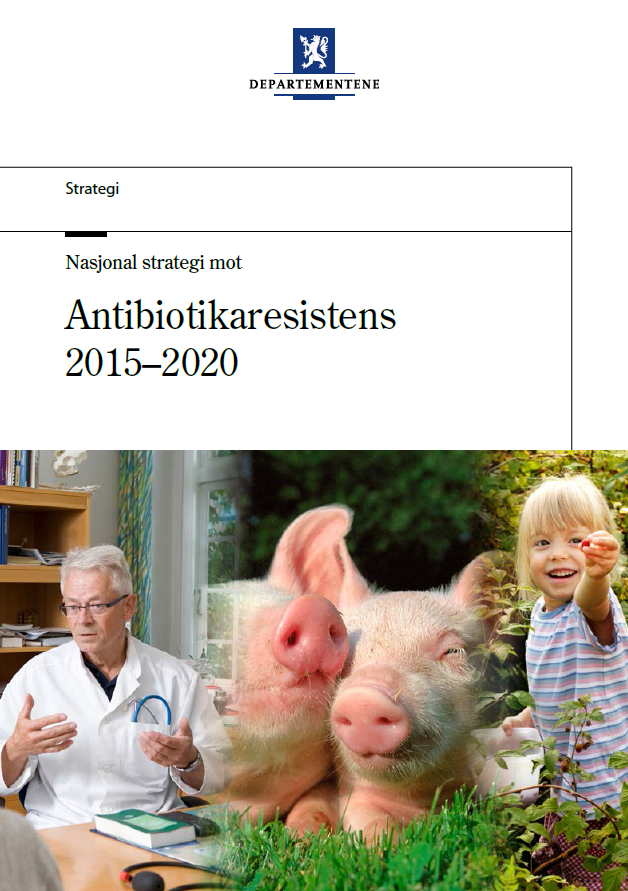 DEPARTEMENTENE
Strategi
Nasjonal strategi mot
Antibiotikaresistens
2015–2020